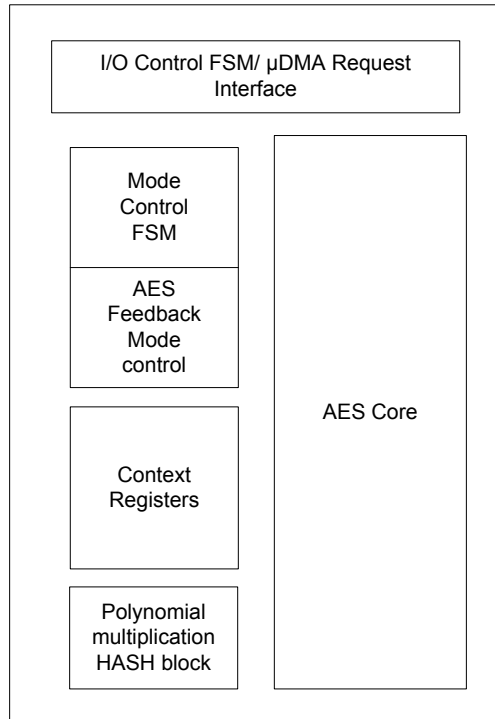 I/O Control FSM/ µDMA Request
Interface
Mode
Control
FSM
AES
Feedback
Mode
control
Context
Registers
Polynomial
multiplication
HASH block
AES Core